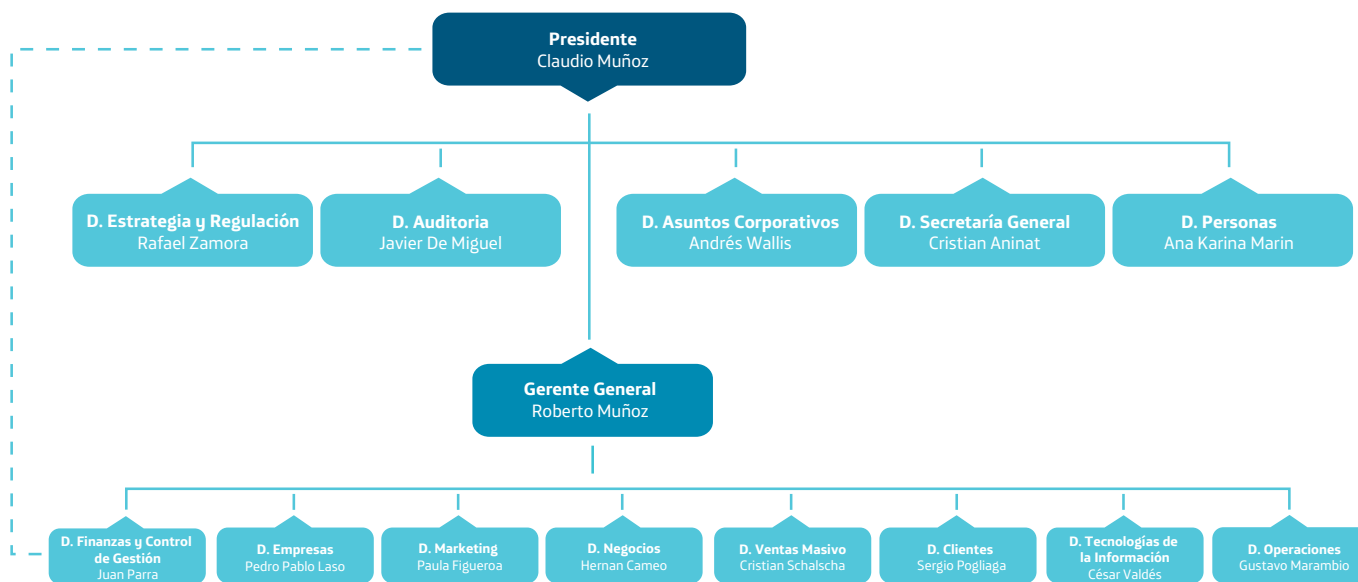 Presidente
Claudio Muñoz
D. Estrategia y Regulación
Rafael Zamora
D. Auditoria
Javier De Miguel
D. Asuntos Corporativos
Andrés Wallis
D. Secretaría General
Cristian Aninat
D. Personas
Ana Karina Marin
Gerente General
Roberto Muñoz
D. Finanzas y Control
de Gestión
Juan Parra
D. Empresas
Pedro Pablo Laso
D. Marketing
Paula Figueroa
D. Negocios
Hernan Cameo
D. Ventas Masivo
Cristian Schalscha
D. Clientes
Sergio Pogliaga
D. Tecnologías de
la Información
César Valdés
D. Operaciones
Gustavo Marambio